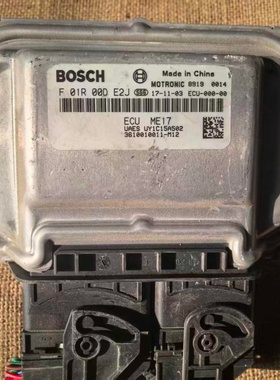 BOSCH
Made in China
MOTRONIC 8919 0014
F 01R 00D E2J 17-11-03 ECU-000-00
ECU ME17
UAES UY1C15A502
3610010011-M12